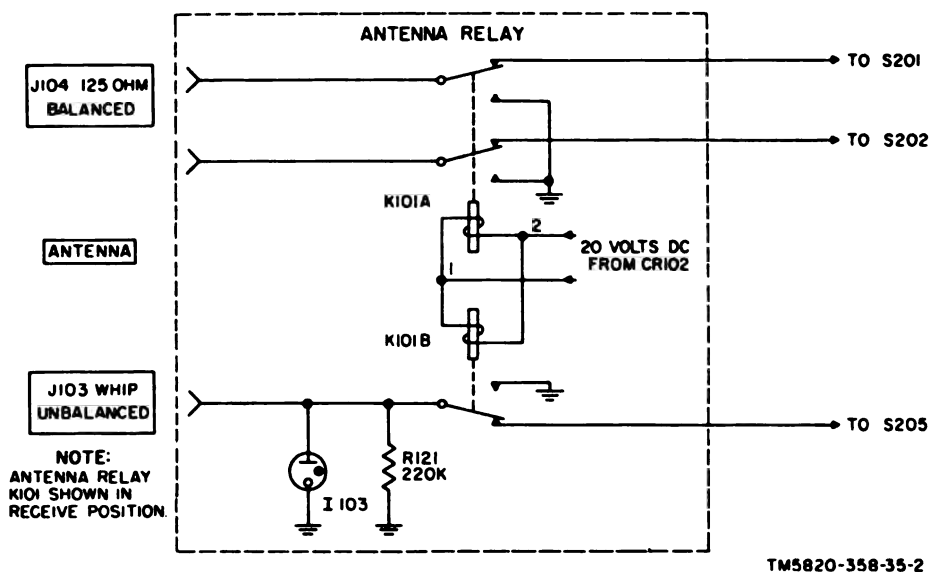 ANTENNA RELAY
J104 125 OHM
BALANCED
TO S201
TO S202
K101A
2
ANTENNA
1
20 VOLTS DC
FROM CR102
K101B
J103 WHIP
UNBALANCED
TO S205
NOTE:
ANTENNA RELAY
K101 SHOWN IN
RECEIVE POSITION.
R121
220K
I 103
TM5820-358-35-2